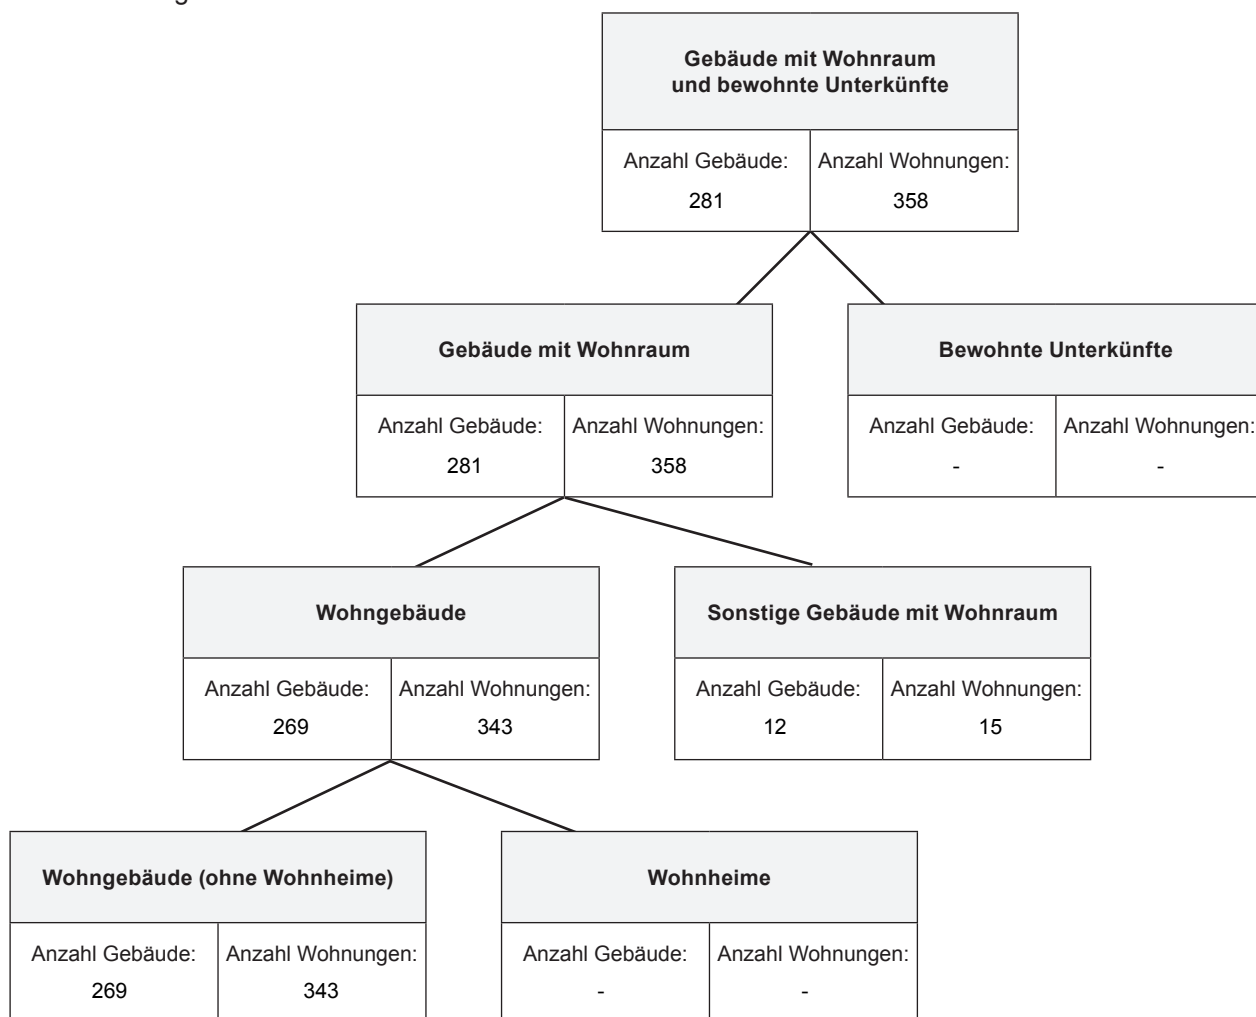 Gebäude mit Wohnraum
und bewohnte Unterkünfte
Anzahl Gebäude: Anzahl Wohnungen:
281 358
Gebäude mit Wohnraum
Bewohnte Unterkünfte
Anzahl Gebäude: Anzahl Wohnungen:
281 358
Anzahl Gebäude: Anzahl Wohnungen:
- -
Wohngebäude
Sonstige Gebäude mit Wohnraum
Anzahl Gebäude: Anzahl Wohnungen:
269 343
Anzahl Gebäude: Anzahl Wohnungen:
12 15
Wohngebäude (ohne Wohnheime)
Wohnheime
Anzahl Gebäude: Anzahl Wohnungen:
269 343
Anzahl Gebäude: Anzahl Wohnungen:
- -